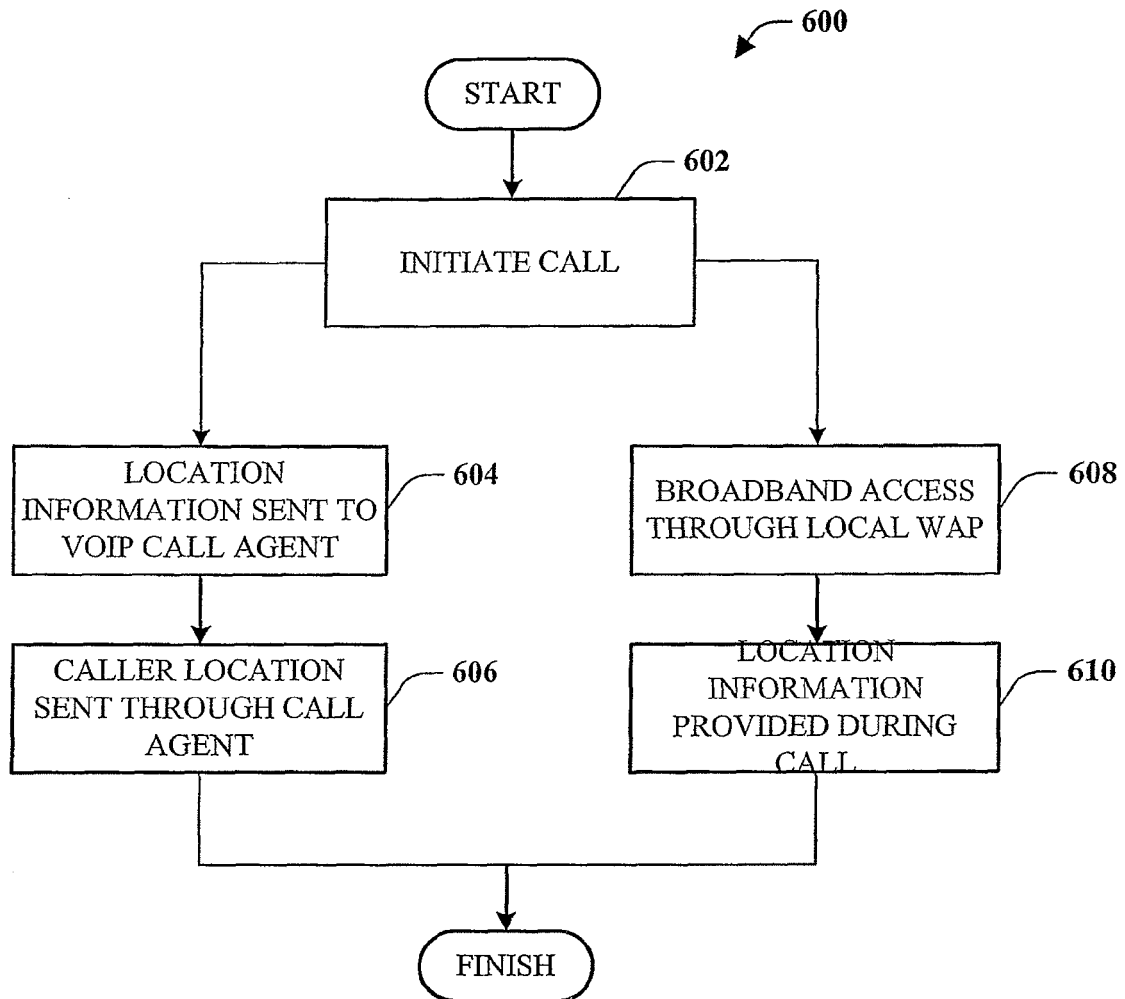 600
START
602
INITIATE CALL
LOCATION
INFORMATION SENT TO
VOIP CALL AGENT
604
BROADBAND ACCESS
THROUGH LOCAL WAP
608
CALLER LOCATION
SENT THROUGH CALL
AGENT
606
LOCATION
INFORMATION
PROVIDED DURING
CALL
610
FINISH